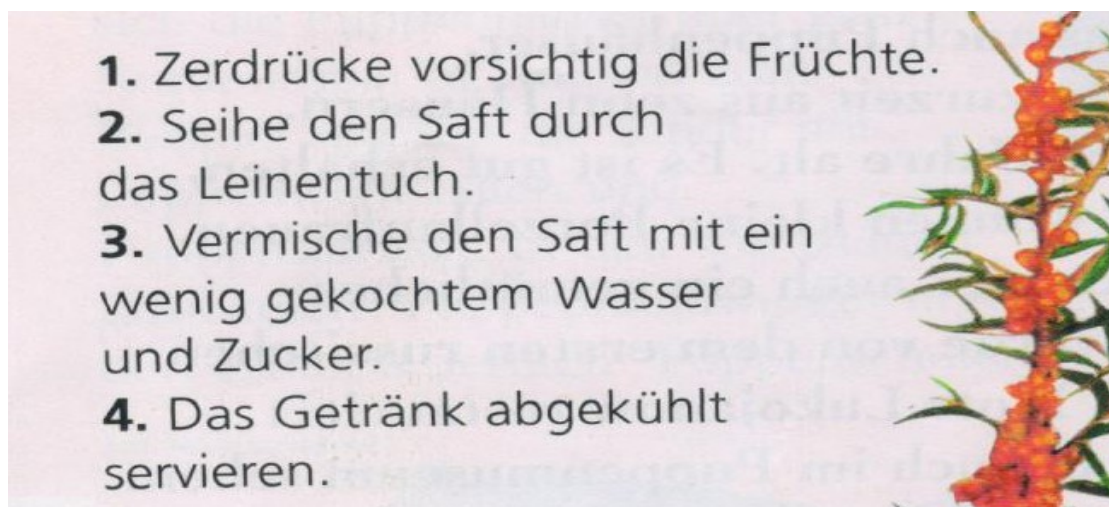 1. Zerdrücke vorsichtig die Früchte.
2. Seihe den Saft durch
das Leinentuch.
3. Vermische den Saft mit ein
wenig gekochtem Wasser
und Zucker.
4. Das Getränk abgekühlt
servieren.